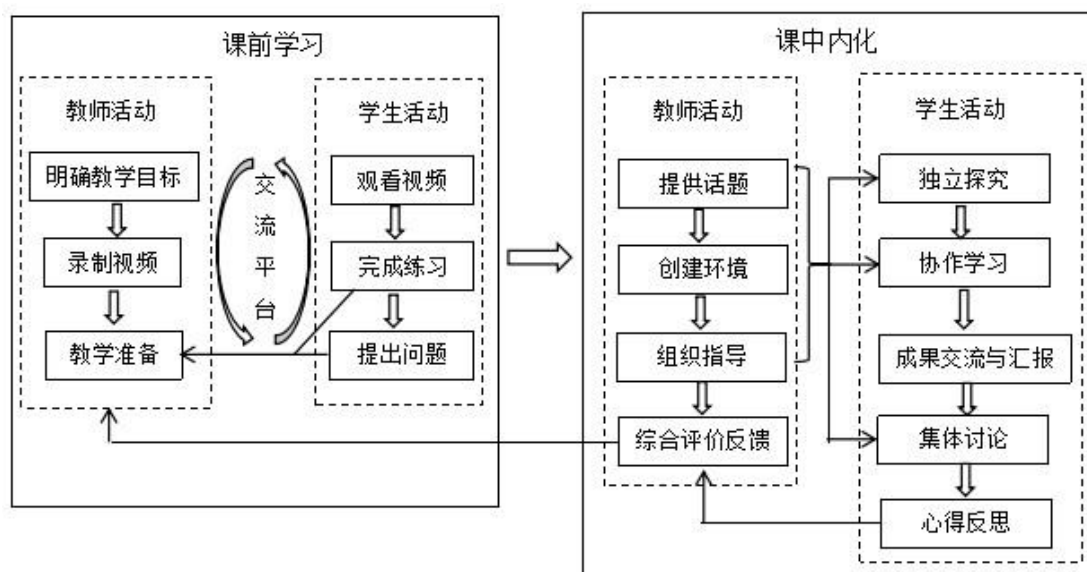 课前学习
教师活动
明确教学目标
录制视频
教学准备
交
流
平
台
学生活动
观看视频
完成练习
提出问题
课中内化
教师活动
提供话题
创建环境
组织指导
综合评价反馈
学生活动
独立探究
协作学习
成果交流与汇报
集体讨论
心得反思